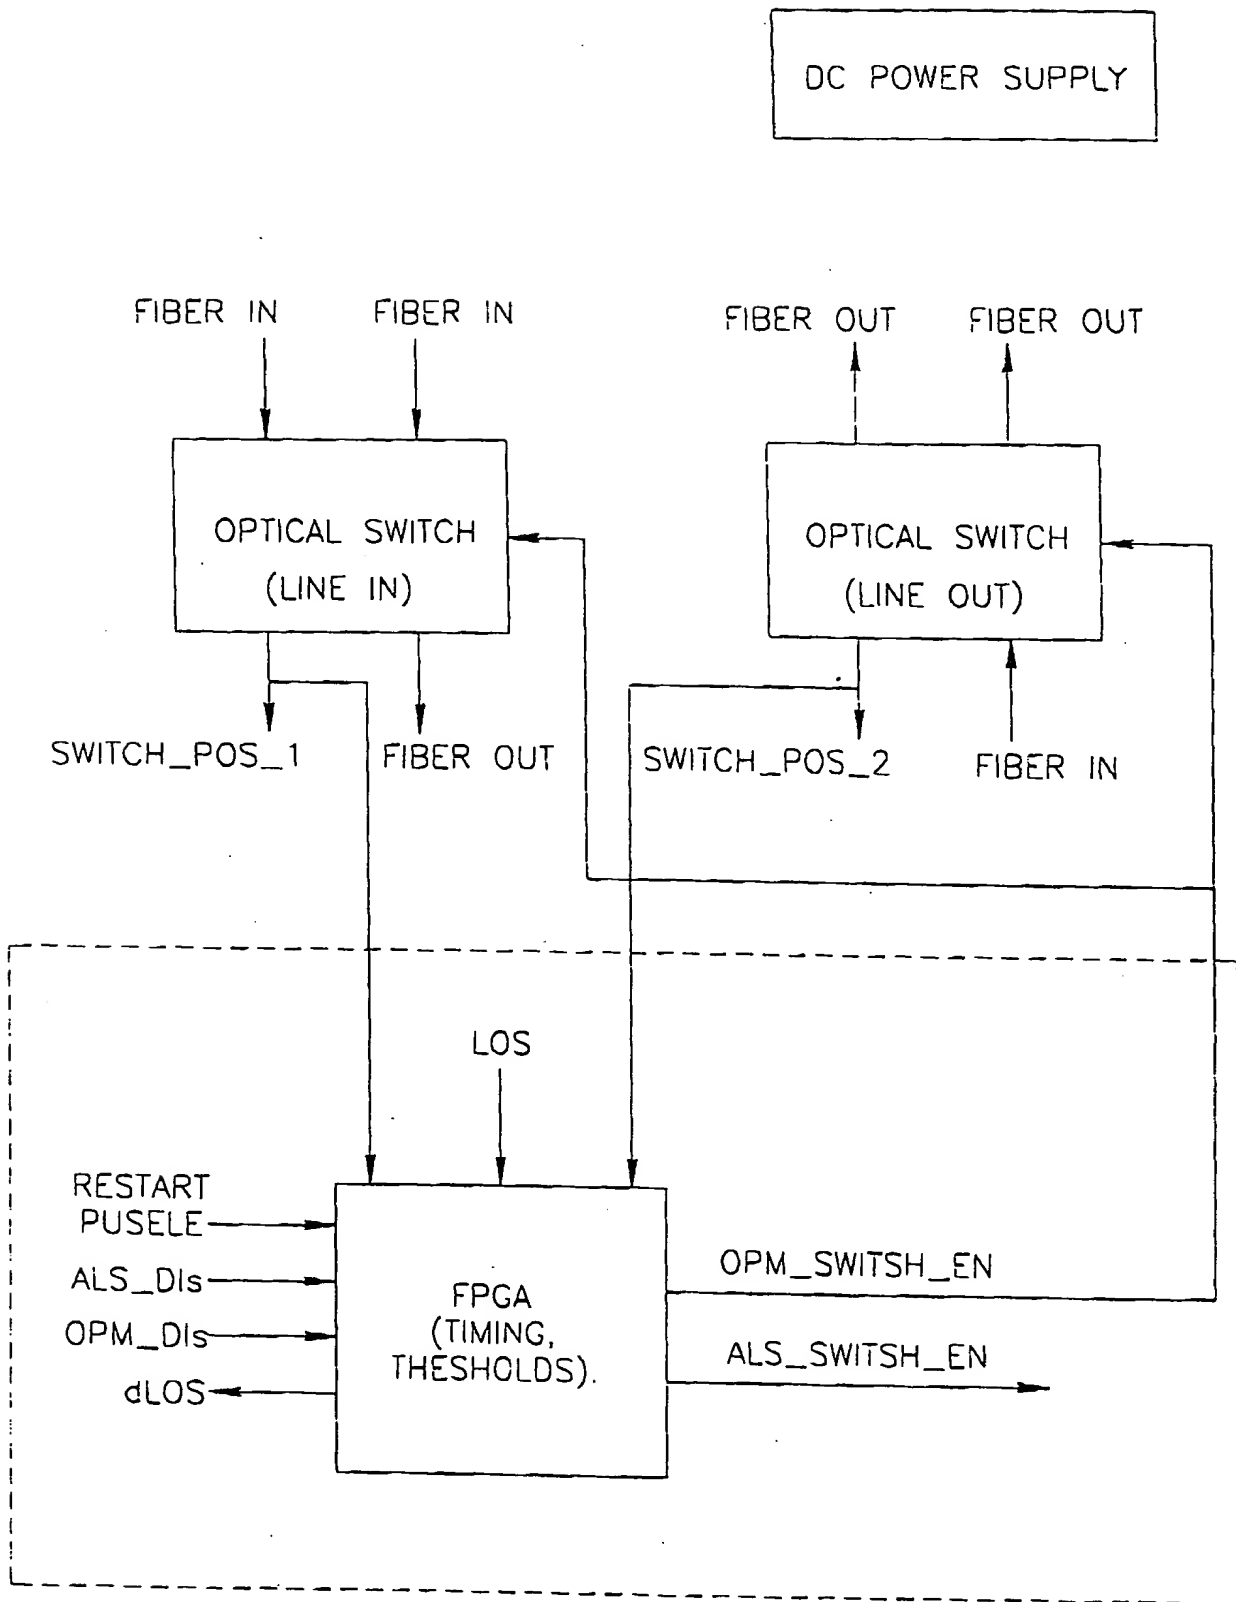 DC POWER SUPPLY
FIBER IN
FIBER IN
FIBER OUT
FIBER OUT
OPTICAL SWITCH
(LINE IN)
OPTICAL SWITCH
(LINE OUT)
SWITCH_POS_1
FIBER OUT
SWITCH_POS_2
FIBER IN
LOS
RESTART
PUSELE
ALS_DIs
OPM_DIs
dLOS
FPGA
(TIMING,
THESHOLDS).
OPM_SWITSH_EN
ALS_SWITSH_EN